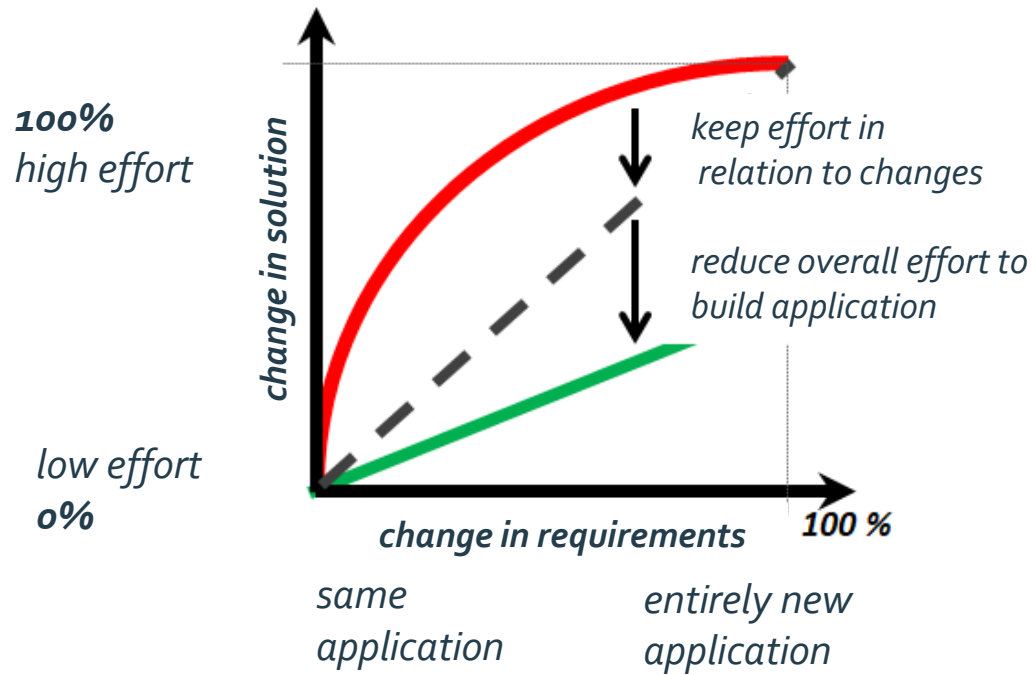 100%
high effort
change in solution
keep effort in
relation to changes
reduce overall effort to
build application
low effort
0%
change in requirements
100 %
same
application
entirely new
application